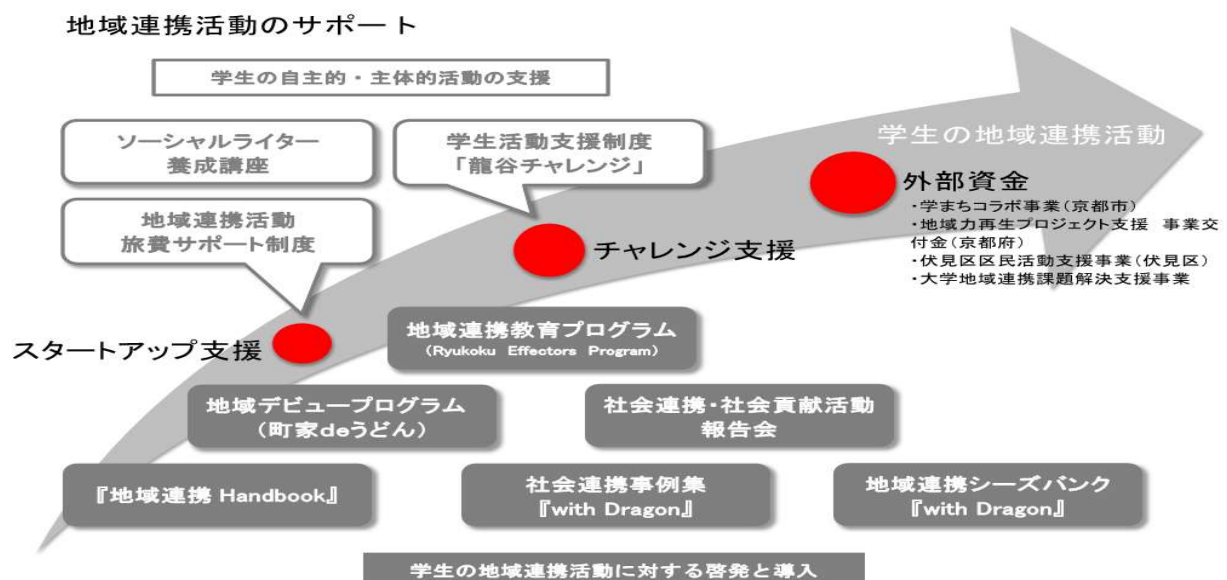 地域連携活動のサポート
学生の自主的・主体的活動の支援
ソーシャルライター
養成講座
学生活動支援制度
「龍谷チャレンジ」
学生の地域連携活動
地域連携活動
旅費サポート制度
外部資金
・学まちコラボ事業(京都市)
・地域力再生プロジェクト支援 事業交
付金(京都府)
・伏見区区民活動支援事業(伏見区)
・大学地域連携課題解決支援事業
チャレンジ支援
スタートアップ支援
地域連携教育プログラム
(Ryukoku Effectors Program)
地域デビュープログラム
(町家deうどん)
社会連携・社会貢献活動
報告会
『地域連携 Handbook』
社会連携事例集
『with Dragon』
地域連携シーズバンク
『with Dragon』
学生の地域連携活動に対する啓発と導入